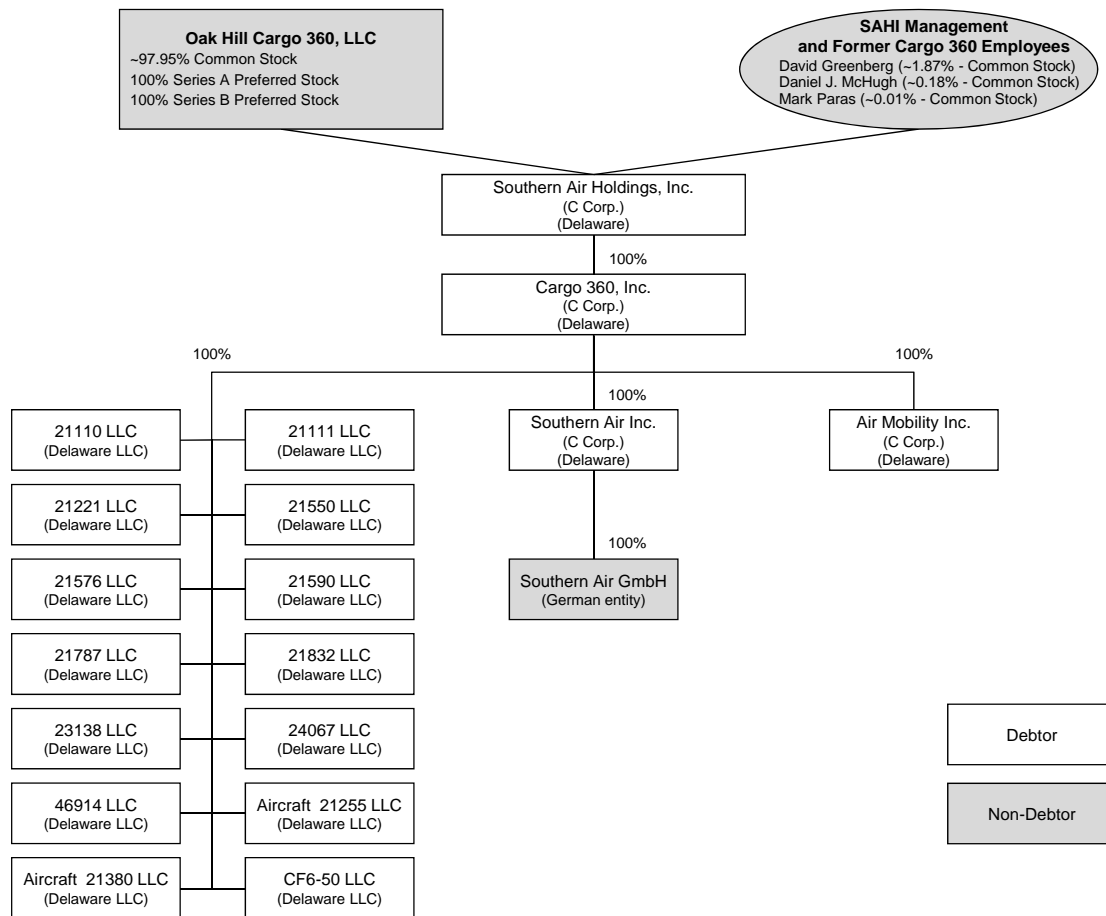 Oak Hill Cargo 360, LLC
~97.95% Common Stock
100% Series A Preferred Stock
100% Series B Preferred Stock
SAHI Management
and Former Cargo 360 Employees
David Greenberg (~1.87% - Common Stock)
Daniel J. McHugh (~0.18% - Common Stock)
Mark Paras (~0.01% - Common Stock)
Southern Air Holdings, Inc.
(C Corp.)
(Delaware)
100%
Cargo 360, Inc.
(C Corp.)
(Delaware)
100%
100%
100%
21110 LLC
(Delaware LLC)
21111 LLC
(Delaware LLC)
Southern Air Inc.
(C Corp.)
(Delaware)
Air Mobility Inc.
(C Corp.)
(Delaware)
21221 LLC
(Delaware LLC)
21550 LLC
(Delaware LLC)
100%
21576 LLC
(Delaware LLC)
21590 LLC
(Delaware LLC)
Southern Air GmbH
(German entity)
21787 LLC
(Delaware LLC)
21832 LLC
(Delaware LLC)
23138 LLC
(Delaware LLC)
24067 LLC
(Delaware LLC)
Debtor
46914 LLC
(Delaware LLC)
Aircraft 21255 LLC
(Delaware LLC)
Non-Debtor
Aircraft 21380 LLC
(Delaware LLC)
CF6-50 LLC
(Delaware LLC)